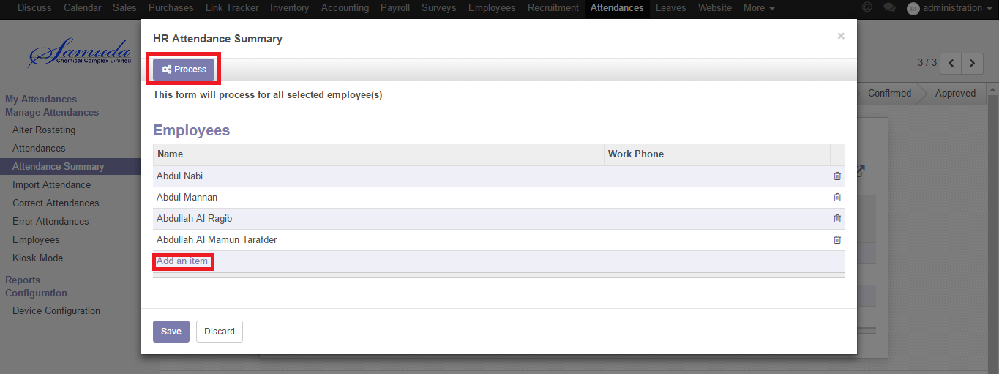 Discuss Calendar Sales Purchases Link Tracker Inventory Accounting Payroll Surveys Employees Recruitment Attendances Leaves Website More @ administration
Samuda
Chemical Complex Limited
HR Attendance Summary ×
Process
3 / 3
This form will process for all selected employee(s)
Confirmed Approved
My Attendances
Manage Attendances
Alter Rosteting
Attendances
Attendance Summary
Import Attendance
Correct Attendances
Error Attendances
Employees
Kiosk Mode
Reports
Configuration
Device Configuration
Employees
Name Work Phone
Abdul Nabi
Abdul Mannan
Abdullah Al Ragib
Abdullah Al Mamun Tarafder
Add an item
Save Discard